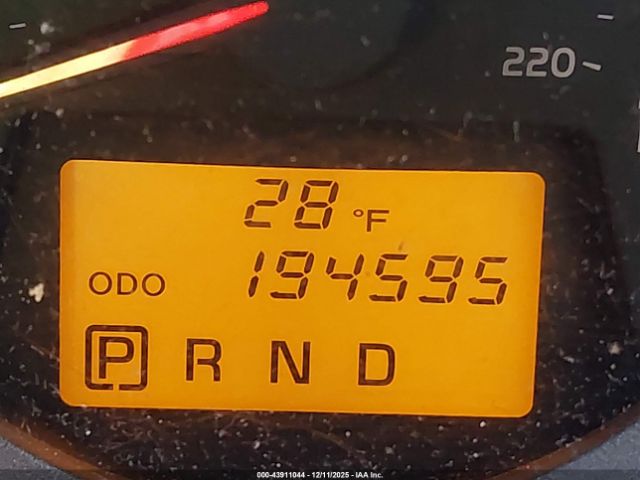 220
28 °F
ODO 194595
P R N D
000-43911044 - 12/11/2025 - IAA Inc.